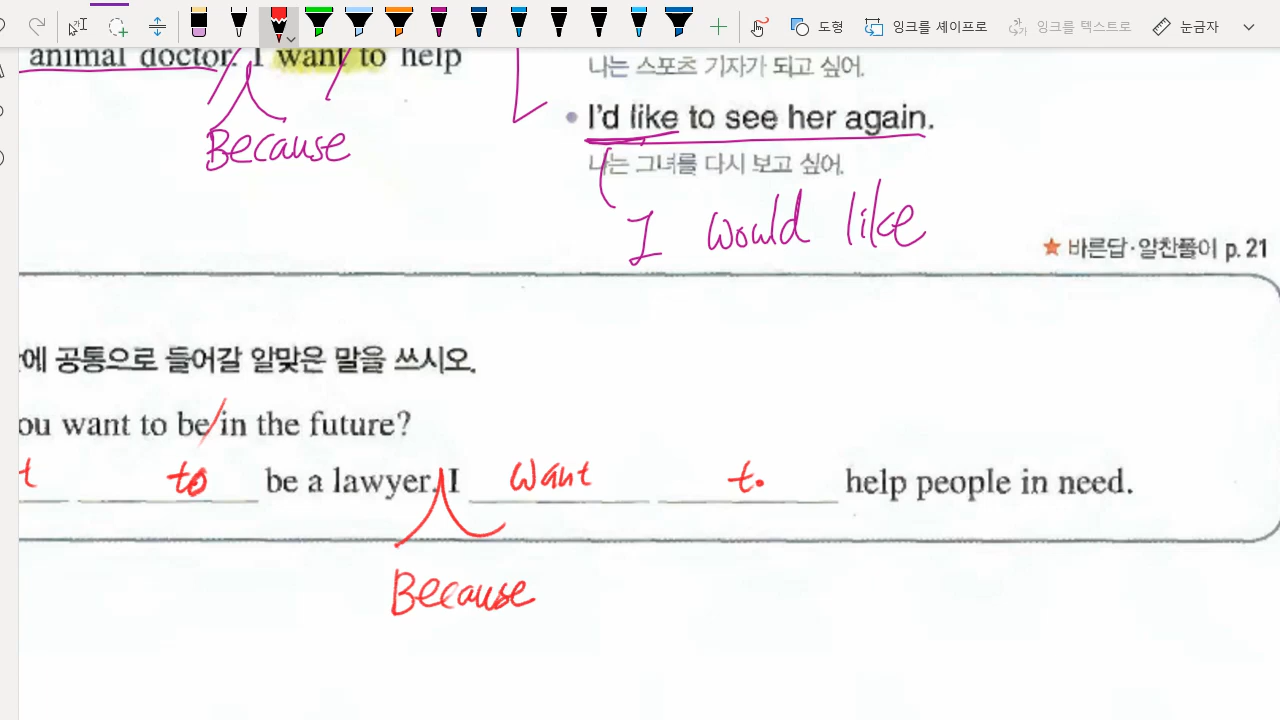 도형
잉크를 셰이프로
잉크를 텍스트로
눈금자
animal doctor. I want to help
Because
나는 스포츠 기자가 되고 싶어.
• I'd like to see her again.
나는 그녀를 다시 보고 싶어.
I would like
★ 바른답·알찬풀이 p.21
에 공통으로 들어갈 알맞은 말을 쓰시오.
ou want to be in the future?
t to be a lawyer. I want t. help people in need.
Because